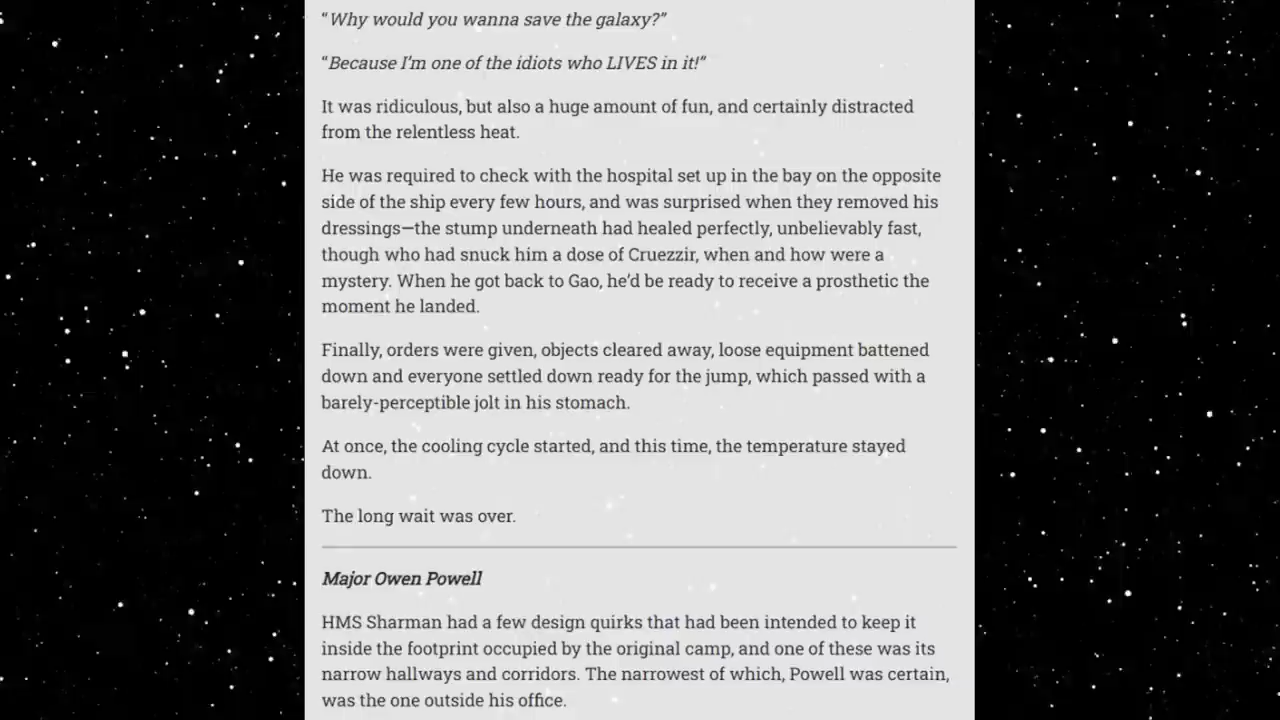 “Why would you wanna save the galaxy?”
“Because I’m one of the idiots who LIVES in it!”
It was ridiculous, but also a huge amount of fun, and certainly distracted
from the relentless heat.
He was required to check with the hospital set up in the bay on the opposite
side of the ship every few hours, and was surprised when they removed his
dressings—the stump underneath had healed perfectly, unbelievably fast,
though who had snuck him a dose of Cruezzir, when and how were a
mystery. When he got back to Gao, he’d be ready to receive a prosthetic the
moment he landed.
Finally, orders were given, objects cleared away, loose equipment battened
down and everyone settled down ready for the jump, which passed with a
barely-perceptible jolt in his stomach.
At once, the cooling cycle started, and this time, the temperature stayed
down.
The long wait was over.
Major Owen Powell
HMS Sharman had a few design quirks that had been intended to keep it
inside the footprint occupied by the original camp, and one of these was its
narrow hallways and corridors. The narrowest of which, Powell was certain,
was the one outside his office.